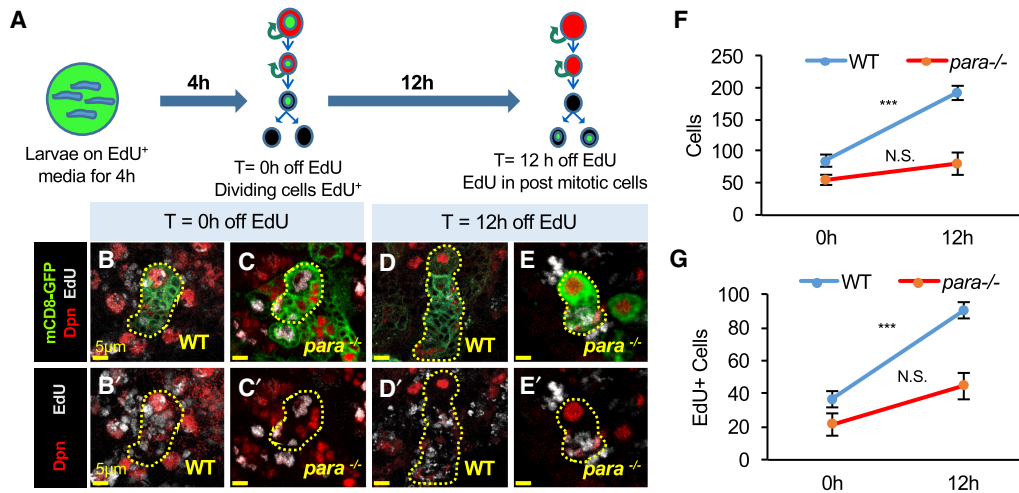 A
4h
12h
Larvae on EdU⁺
media for 4h
T= 0h off EdU
Dividing cells EdU⁺
T= 12 h off EdU
EdU in post mitotic cells
T = 0h off EdU
T = 12h off EdU
mCD8-GFP
Dpn EdU
B
5μm
WT
C
para -/-
D
WT
E
para -/-
Dpn EdU
B′
5μm
WT
C′
para -/-
D′
WT
E′
para -/-
F
WT
para-/-
Cells
250
200
150
100
50
0
***
N.S.
0h
12h
G
WT
para-/-
EdU+ Cells
100
80
60
40
20
0
***
N.S.
0h
12h